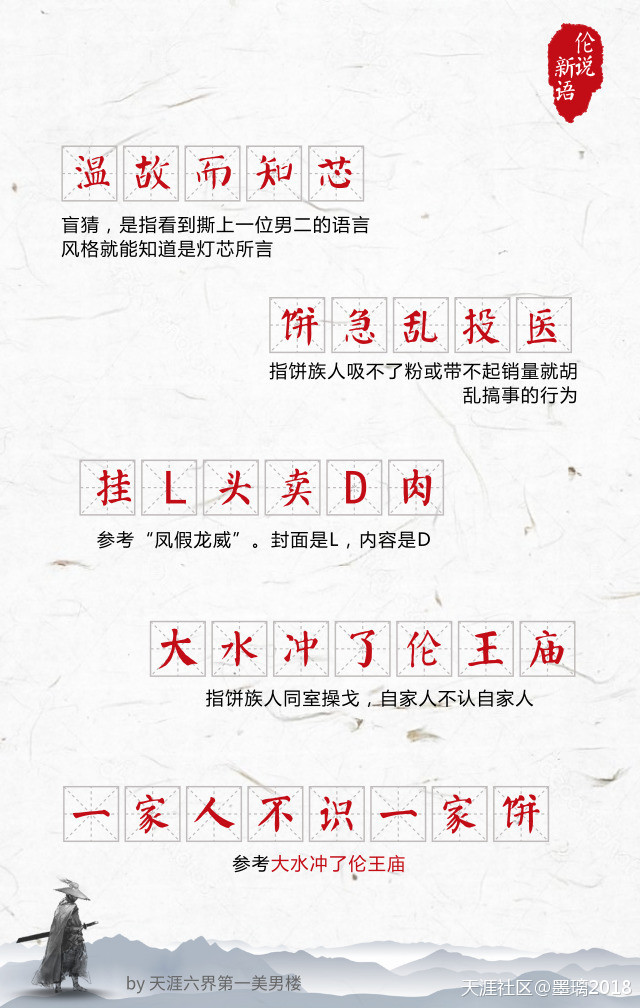 伦说
新语
温故而知芯
盲猜，是指看到撕上一位男二的语言
风格就能知道是灯芯所言
饼急乱投医
指饼族人吸不了粉或带不起销量就胡
乱搞事的行为
挂L头卖D肉
参考“凤假龙威”。封面是L，内容是D
大水冲了伦王庙
指饼族人同室操戈，自家人不认自家人
一家人不识一家饼
参考大水冲了伦王庙
by 天涯六界第一美男楼
天涯社区@墨璃2018